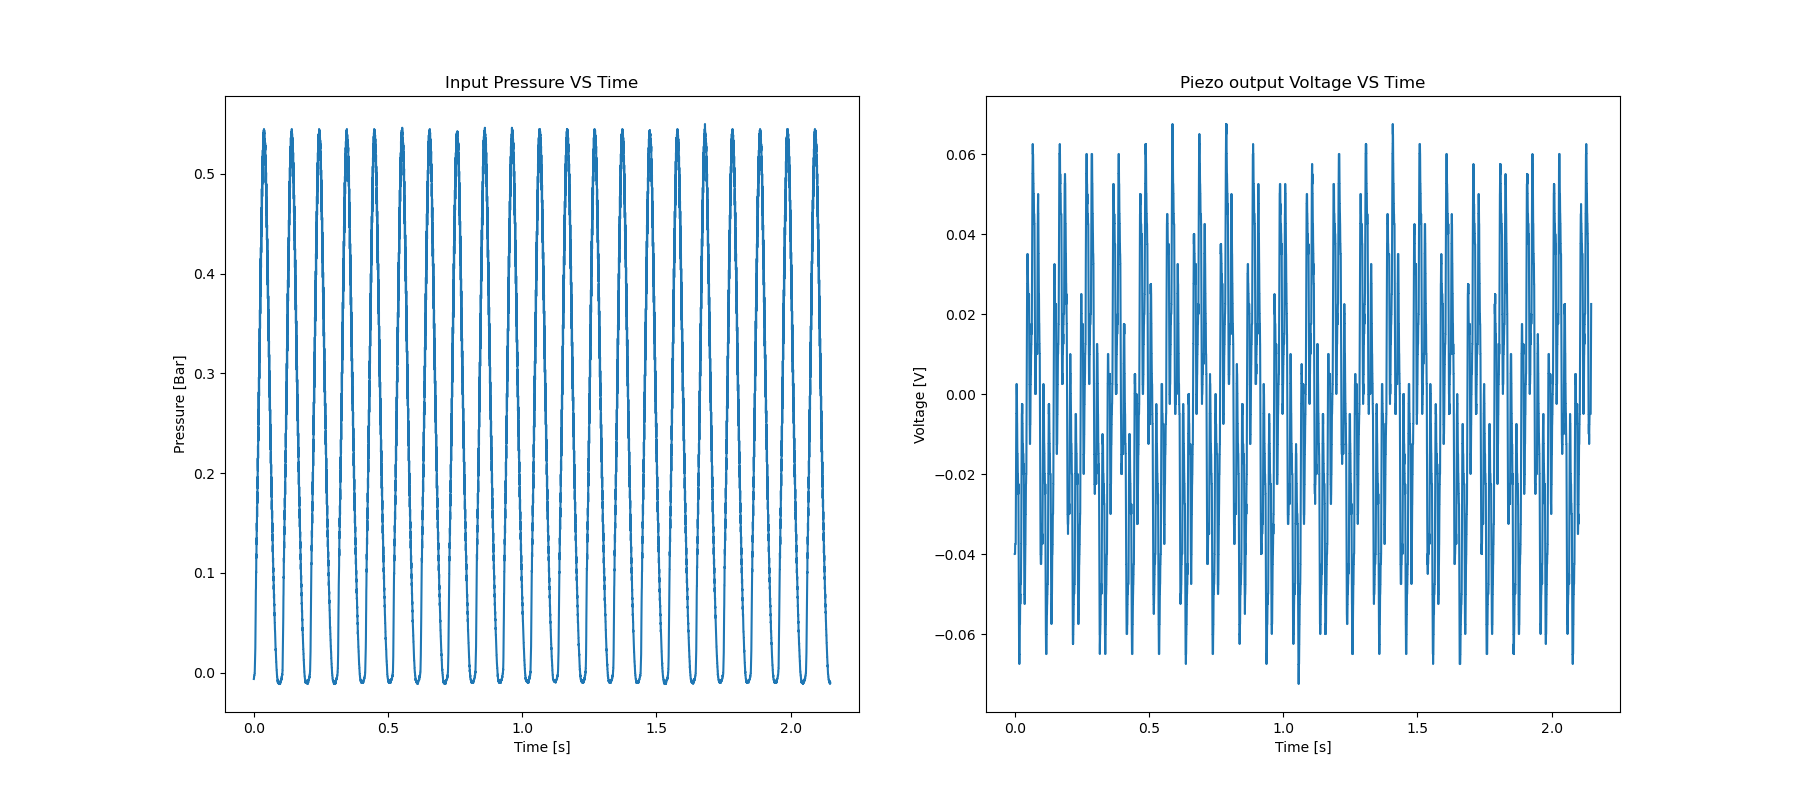 Input Pressure VS Time
Pressure [Bar]
0.5
0.4
0.3
0.2
0.1
0.0
0.0 0.5 1.0 1.5 2.0
Time [s]
Piezo output Voltage VS Time
Voltage [V]
0.06
0.04
0.02
0.00
−0.02
−0.04
−0.06
0.0 0.5 1.0 1.5 2.0
Time [s]